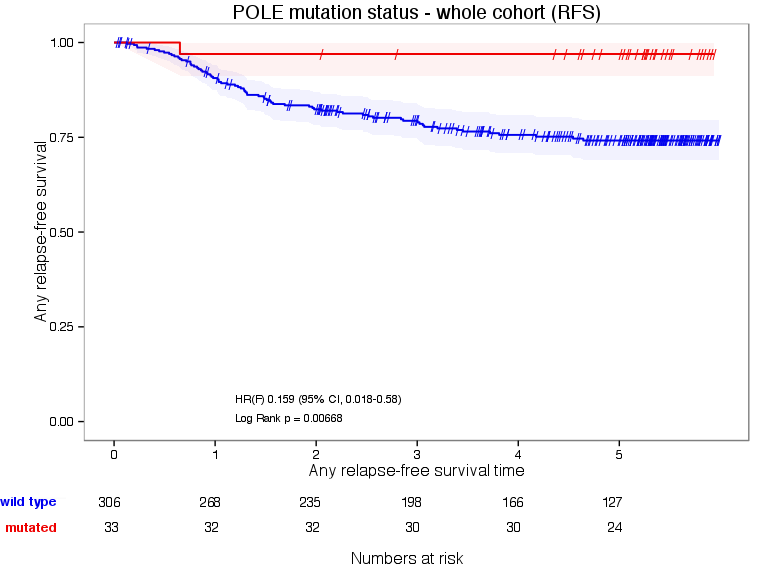 POLE mutation status - whole cohort (RFS)
Any relapse-free survival
1.00
0.75
0.50
0.25
0.00
HR(F) 0.159 (95% CI, 0.018-0.58)
Log Rank p = 0.00668
0 1 2 3 4 5
Any relapse-free survival time
wild type 306 268 235 198 166 127
mutated 33 32 32 30 30 24
Numbers at risk